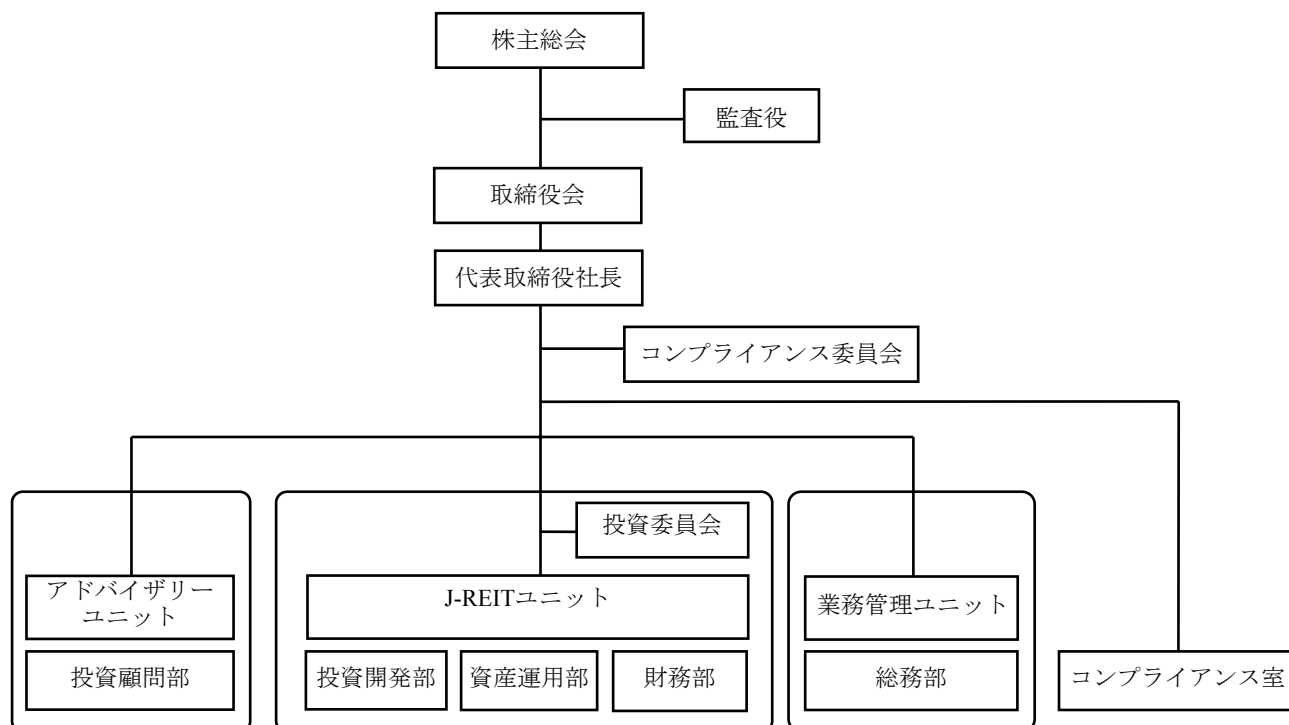 株主総会
監査役
取締役会
代表取締役社長
コンプライアンス委員会
投資委員会
アドバイザリー
ユニット
J-REITユニット
業務管理ユニット
投資顧問部
投資開発部
資産運用部
財務部
総務部
コンプライアンス室